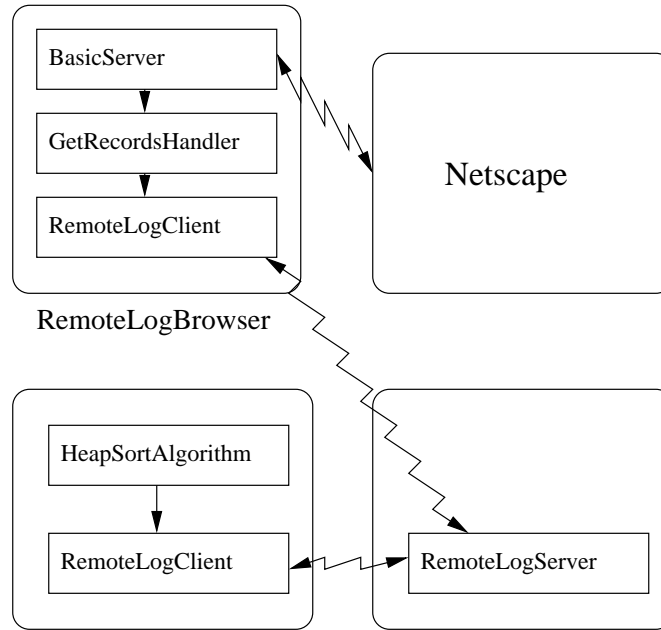 BasicServer
GetRecordsHandler
RemoteLogClient
RemoteLogBrowser
Netscape
HeapSortAlgorithm
RemoteLogClient
RemoteLogServer